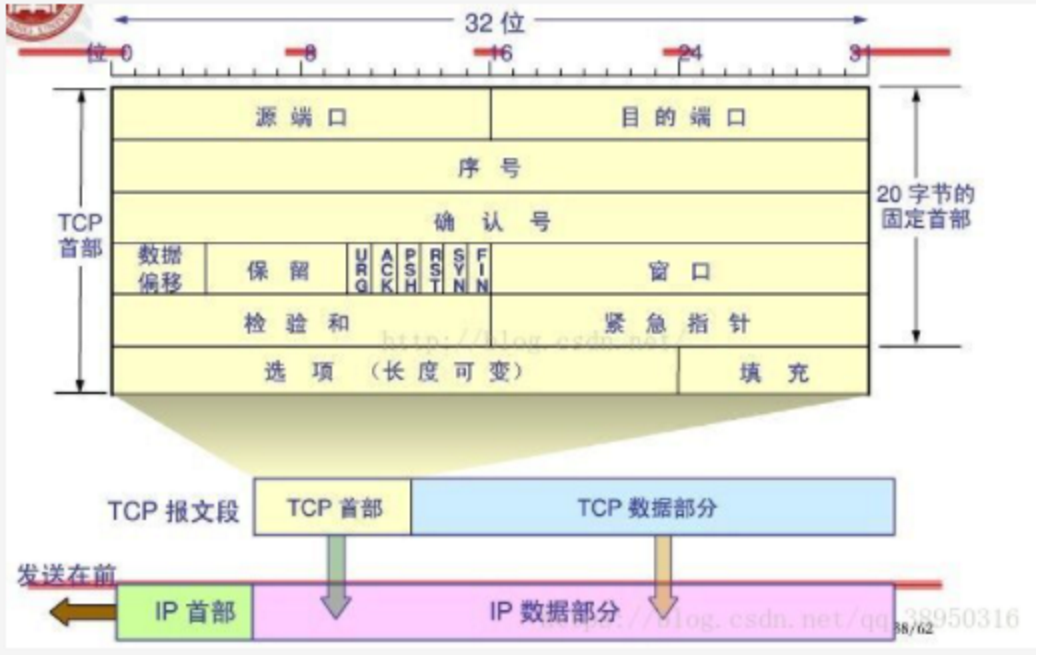 32 位
位 0 8 16 24 31
源 端 口 目 的 端 口
序 号
20 字节的
固定首部
TCP
首部
确 认 号
数据
偏移
保 留
URG
ACK
PSH
RST
SYN
FIN
窗 口
检 验 和 紧 急 指 针
http://blog.csdn.net/
选 项 (长 度 可 变) 填 充
TCP 报文段 TCP 首部 TCP 数据部分
发送在前
IP 首部 IP 数据部分
https://blog.csdn.net/qq_38950316
38/62